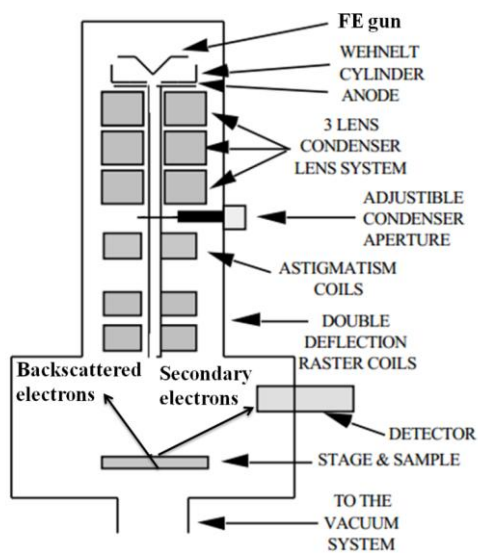 FE gun
WEHNELT
CYLINDER
ANODE
3 LENS
CONDENSER
LENS SYSTEM
ADJUSTIBLE
CONDENSER
APERTURE
ASTIGMATISM
COILS
DOUBLE
DEFLECTION
RASTER COILS
Backscattered
electrons
Secondary
electrons
DETECTOR
STAGE & SAMPLE
TO THE
VACUUM
SYSTEM